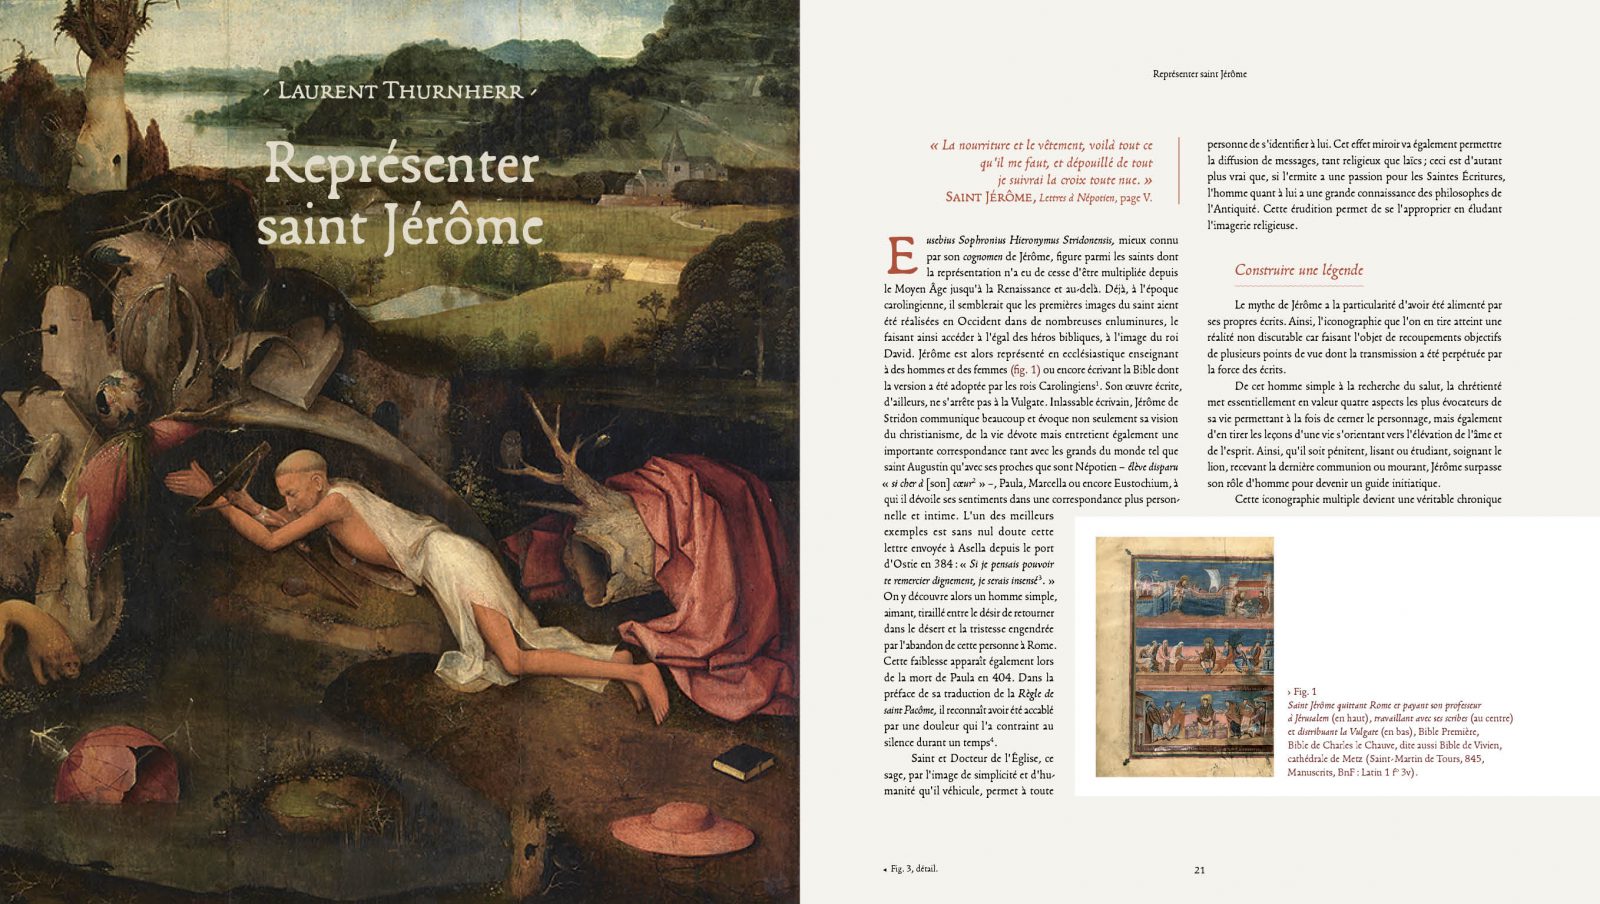 - LAURENT THURNHERR -
Représenter
saint Jérôme
Représenter saint Jérôme
« La nourriture et le vêtement, voilà tout ce
qu'il me faut, et dépouillé de tout
je suivrai la croix toute nue. »
SAINT JÉRÔME, Lettres à Népotien, page V.
Eusebius Sophronius Hieronymus Stridonensis, mieux connu
par son cognomen de Jérôme, figure parmi les saints dont
la représentation n'a eu de cesse d'être multipliée depuis
le Moyen Âge jusqu'à la Renaissance et au-delà. Déjà, à l'époque
carolingienne, il semblerait que les premières images du saint aient
été réalisées en Occident dans de nombreuses enluminures, le
faisant ainsi accéder à l'égal des héros bibliques, à l'image du roi
David. Jérôme est alors représenté en ecclésiastique enseignant
à des hommes et des femmes (fig. 1) ou encore écrivant la Bible dont
la version a été adoptée par les rois Carolingiens¹. Son œuvre écrite,
d'ailleurs, ne s'arrête pas à la Vulgate. Inlassable écrivain, Jérôme de
Stridon communique beaucoup et évoque non seulement sa vision
du christianisme, de la vie dévote mais entretient également une
importante correspondance tant avec les grands du monde tel que
saint Augustin qu'avec ses proches que sont Népotien – élève disparu
« si cher à [son] cœur² » –, Paula, Marcella ou encore Eustochium, à
qui il dévoile ses sentiments dans une correspondance plus person-
nelle et intime. L'un des meilleurs
exemples est sans nul doute cette
lettre envoyée à Asella depuis le port
d'Ostie en 384 : « Si je pensais pouvoir
te remercier dignement, je serais insensé³. »
On y découvre alors un homme simple,
aimant, tiraillé entre le désir de retourner
dans le désert et la tristesse engendrée
par l'abandon de cette personne à Rome.
Cette faiblesse apparaît également lors
de la mort de Paula en 404. Dans la
préface de sa traduction de la Règle de
saint Pacôme, il reconnaît avoir été accablé
par une douleur qui l'a contraint au
silence durant un temps⁴.
Saint et Docteur de l'Église, ce
sage, par l'image de simplicité et d'hu-
manité qu'il véhicule, permet à toute
personne de s'identifier à lui. Cet effet miroir va également permettre
la diffusion de messages, tant religieux que laïcs ; ceci est d'autant
plus vrai que, si l'ermite a une passion pour les Saintes Écritures,
l'homme quant à lui a une grande connaissance des philosophes de
l'Antiquité. Cette érudition permet de se l'approprier en éludant
l'imagerie religieuse.
Construire une légende
Le mythe de Jérôme a la particularité d'avoir été alimenté par
ses propres écrits. Ainsi, l'iconographie que l'on en tire atteint une
réalité non discutable car faisant l'objet de recoupements objectifs
de plusieurs points de vue dont la transmission a été perpétuée par
la force des écrits.
De cet homme simple à la recherche du salut, la chrétienté
met essentiellement en valeur quatre aspects les plus évocateurs de
sa vie permettant à la fois de cerner le personnage, mais également
d'en tirer les leçons d'une vie s'orientant vers l'élévation de l'âme et
de l'esprit. Ainsi, qu'il soit pénitent, lisant ou étudiant, soignant le
lion, recevant la dernière communion ou mourant, Jérôme surpasse
son rôle d'homme pour devenir un guide initiatique.
Cette iconographie multiple devient une véritable chronique
› Fig. 1
Saint Jérôme quittant Rome et payant son professeur
à Jérusalem (en haut), travaillant avec ses scribes (au centre)
et distribuant la Vulgate (en bas), Bible Première,
Bible de Charles le Chauve, dite aussi Bible de Vivien,
cathédrale de Metz (Saint-Martin de Tours, 845,
Manuscrits, BnF : Latin 1 f° 3v).
◂ Fig. 3, détail.
21